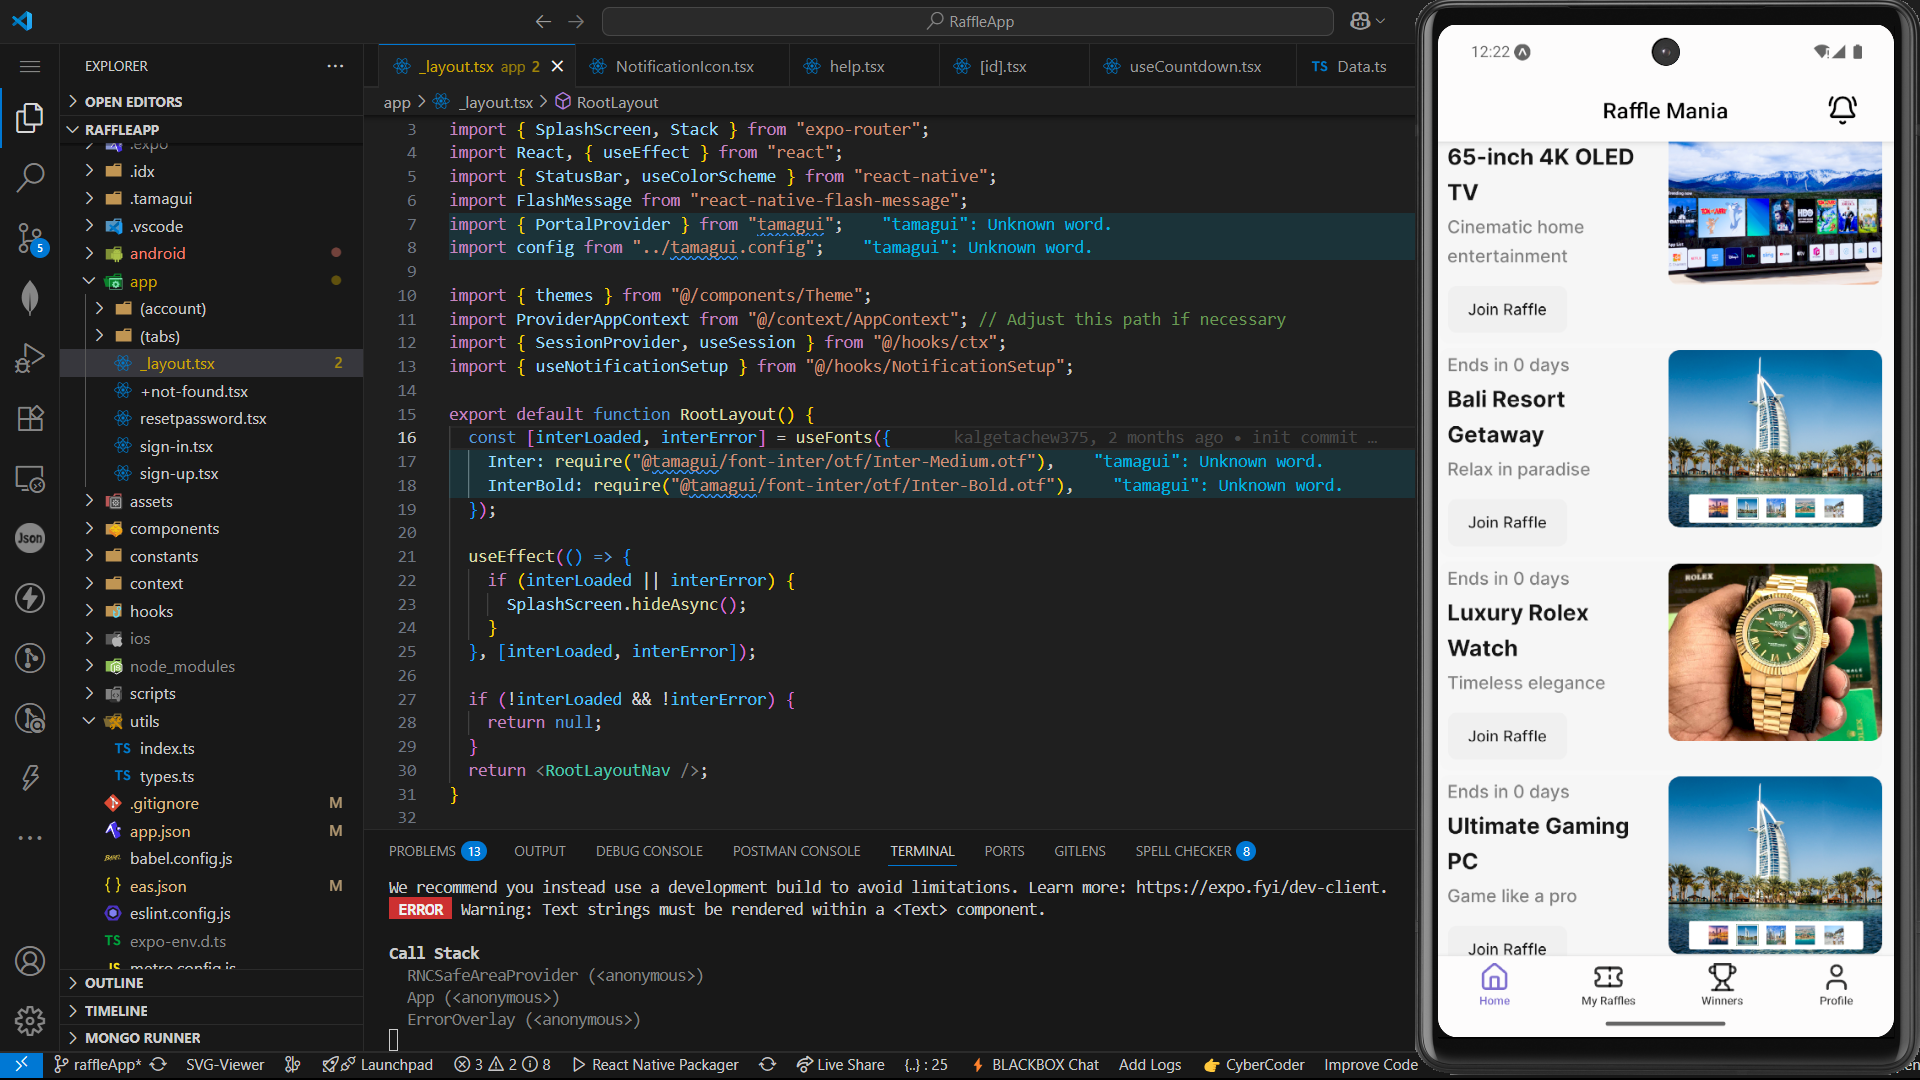 RaffleApp
EXPLORER
OPEN EDITORS
RAFFLEAPP
.expo
.idx
.tamagui
.vscode
android
app
(account)
(tabs)
_layout.tsx 2
+not-found.tsx
resetpassword.tsx
sign-in.tsx
sign-up.tsx
assets
components
constants
context
hooks
ios
node_modules
scripts
utils
TS index.ts
TS types.ts
.gitignore M
app.json M
babel.config.js
{} eas.json M
eslint.config.js
TS expo-env.d.ts
JS metro.config.js
OUTLINE
TIMELINE
MONGO RUNNER
5
Json
_layout.tsx app 2
NotificationIcon.tsx
help.tsx
[id].tsx
useCountdown.tsx
TS Data.ts
app > _layout.tsx > RootLayout
3 import { SplashScreen, Stack } from "expo-router";
4 import React, { useEffect } from "react";
5 import { StatusBar, useColorScheme } from "react-native";
6 import FlashMessage from "react-native-flash-message";
7 import { PortalProvider } from "tamagui"; "tamagui": Unknown word.
8 import config from "../tamagui.config"; "tamagui": Unknown word.
9
10 import { themes } from "@/components/Theme";
11 import ProviderAppContext from "@/context/AppContext"; // Adjust this path if necessary
12 import { SessionProvider, useSession } from "@/hooks/ctx";
13 import { useNotificationSetup } from "@/hooks/NotificationSetup";
14
15 export default function RootLayout() {
16 const [interLoaded, interError] = useFonts({ kalgetachew375, 2 months ago • init commit …
17 Inter: require("@tamagui/font-inter/otf/Inter-Medium.otf"), "tamagui": Unknown word.
18 InterBold: require("@tamagui/font-inter/otf/Inter-Bold.otf"), "tamagui": Unknown word.
19 });
20
21 useEffect(() => {
22 if (interLoaded || interError) {
23 SplashScreen.hideAsync();
24 }
25 }, [interLoaded, interError]);
26
27 if (!interLoaded && !interError) {
28 return null;
29 }
30 return <RootLayoutNav />;
31 }
32
PROBLEMS 13 OUTPUT DEBUG CONSOLE POSTMAN CONSOLE TERMINAL PORTS GITLENS SPELL CHECKER 8
We recommend you instead use a development build to avoid limitations. Learn more: https://expo.fyi/dev-client.
ERROR Warning: Text strings must be rendered within a <Text> component.
Call Stack
RNCSafeAreaProvider (<anonymous>)
App (<anonymous>)
ErrorOverlay (<anonymous>)
raffleApp* SVG-Viewer Launchpad 3 2 8 React Native Packager Live Share {..} : 25 BLACKBOX Chat Add Logs CyberCoder Improve Code
12:22
Raffle Mania
65-inch 4K OLED
TV
Cinematic home
entertainment
Join Raffle
Ends in 0 days
Bali Resort
Getaway
Relax in paradise
Join Raffle
Ends in 0 days
Luxury Rolex
Watch
Timeless elegance
Join Raffle
ROLEX
Ends in 0 days
Ultimate Gaming
PC
Game like a pro
Join Raffle
Home
My Raffles
Winners
Profile